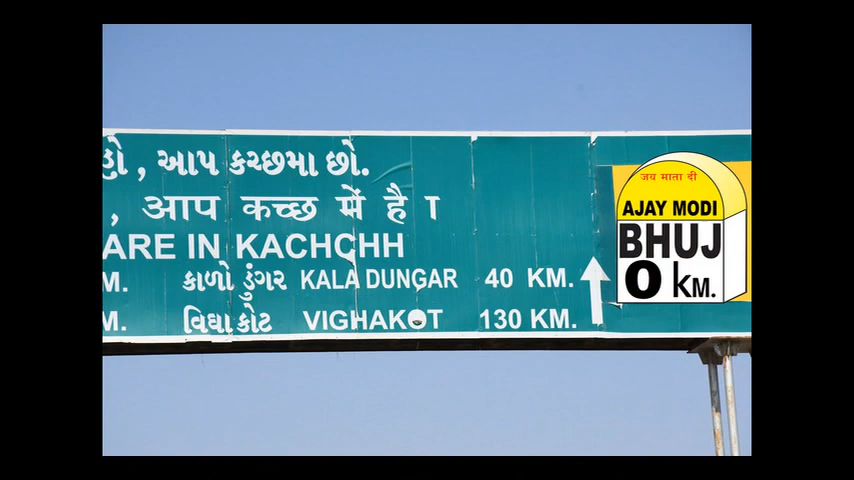 , આપ કચ્છમા છો.
, आप कच्छ में है ।
ARE IN KACHCHH
M. કાળો ડુંગર KALA DUNGAR 40 KM.
M. વિઘાકોટ VIGHAKOT 130 KM.
जय माता दी
AJAY MODI
BHUJ
0 KM.